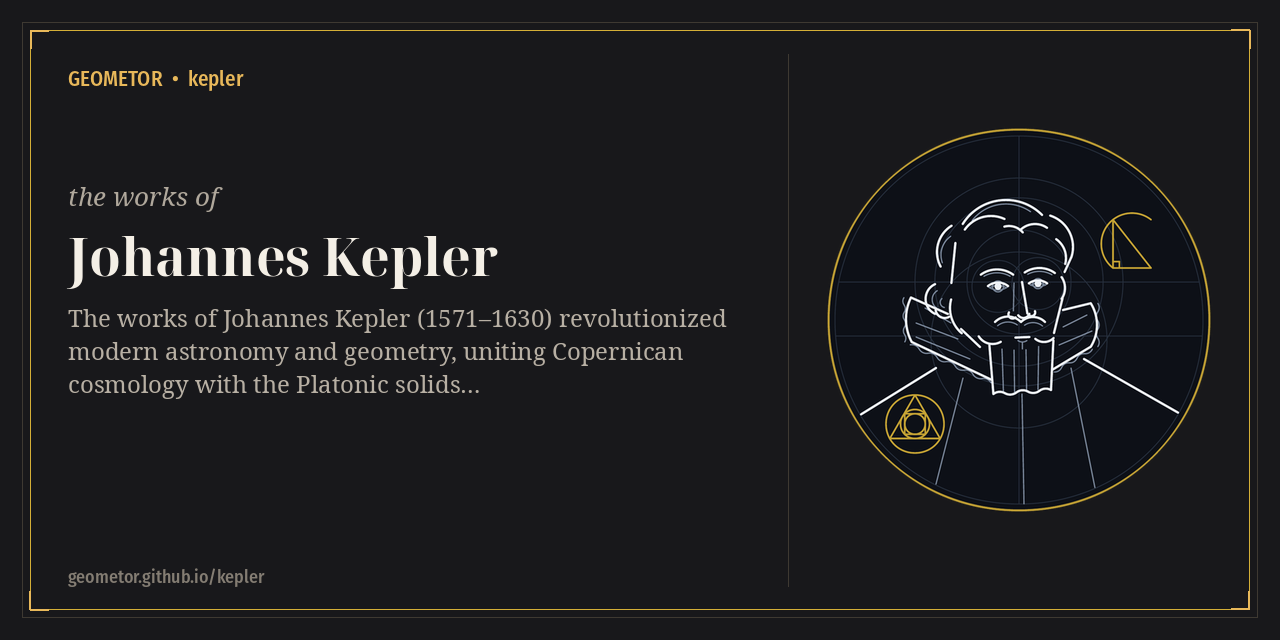 GEOMETOR • kepler
the works of
Johannes Kepler
The works of Johannes Kepler (1571–1630) revolutionized
modern astronomy and geometry, uniting Copernican
cosmology with the Platonic solids...
geometor.github.io/kepler